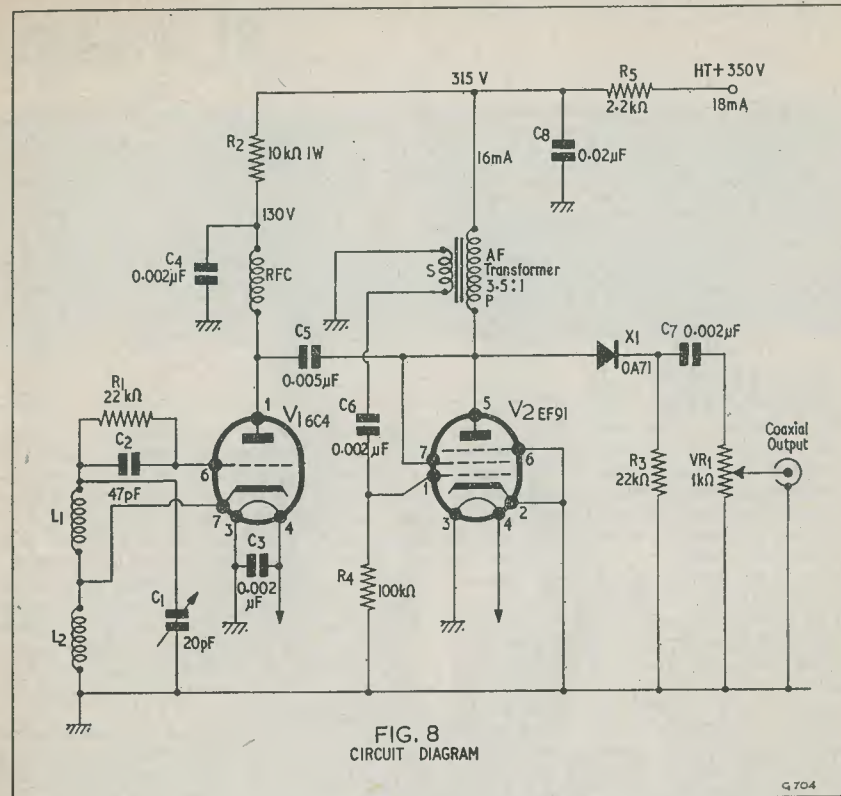 315 V
R5
2·2kΩ
HT+ 350V
18mA
R2
10kΩ 1W
C8
0·02µF
16mA
130V
C4
0·002µF
RFC
S
AF
Transformer
3·5:1
P
C5
0·005µF
X1
0A71
C7 0·002µF
R1
22kΩ
C2
47pF
V1 6C4
1
6
7
3
4
C6
0·002µF
V2 EF91
5
7
1
6
2
3
4
Coaxial
Output
L1
L2
C1
20pF
C3
0·002
µF
R4
100kΩ
R3
22kΩ
VR1
1kΩ
FIG. 8
CIRCUIT DIAGRAM
G704